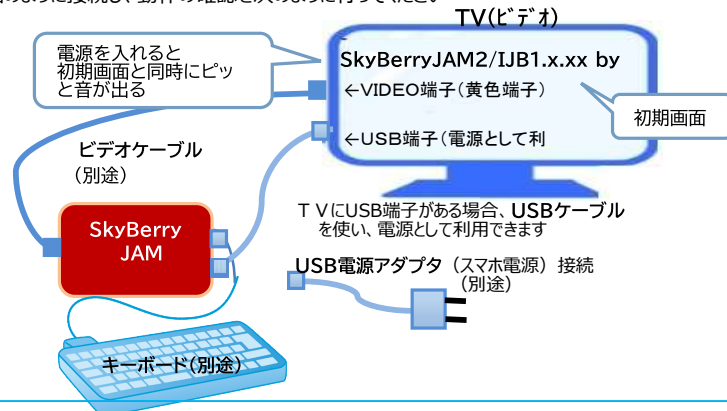 TV(ﾋﾞﾃﾞｵ)
電源を入れると
初期画面と同時にピッ
と音が出る
SkyBerryJAM2/IJB1.x.xx by
←VIDEO端子(黄色端子)
初期画面
←USB端子(電源として利
ビデオケーブル
(別途)
TVにUSB端子がある場合、USBケーブル
を使い、電源として利用できます
SkyBerry
JAM
USB電源アダプタ(スマホ電源)接続
(別途)
キーボード(別途)